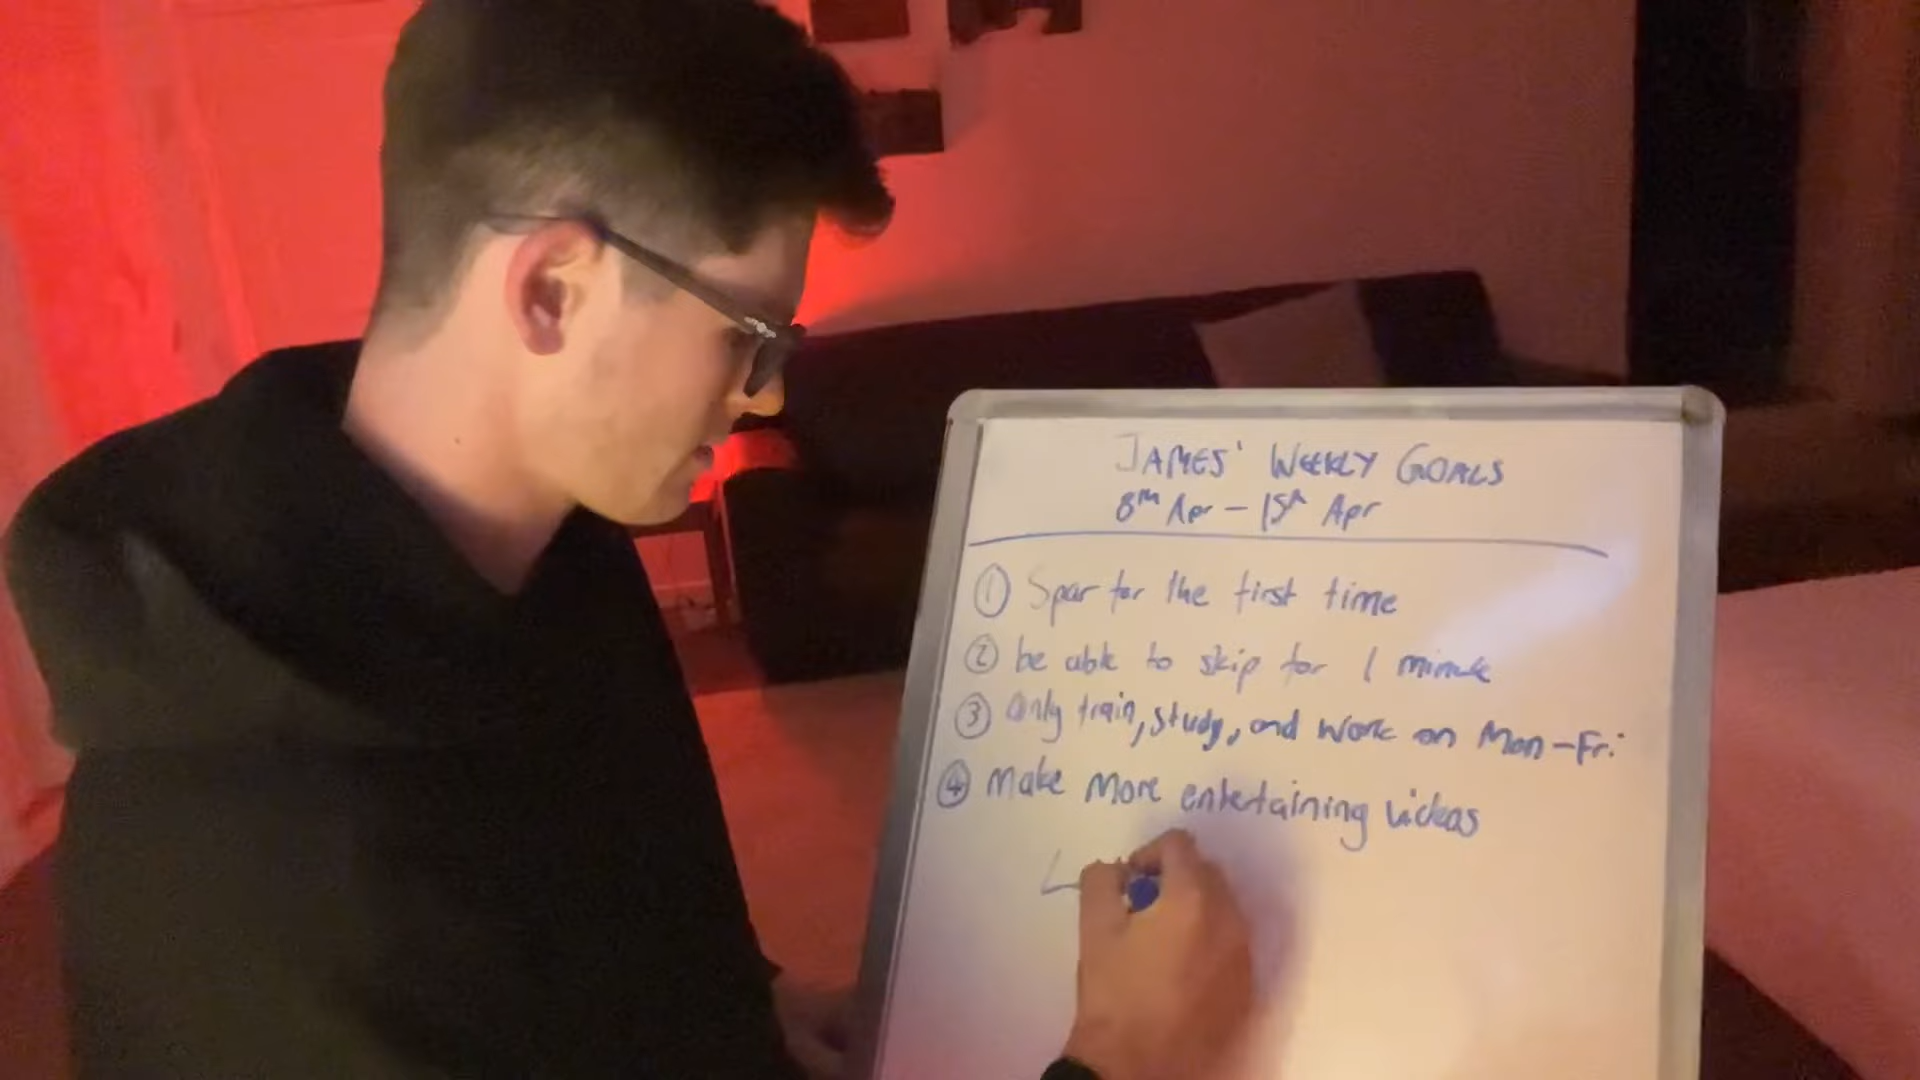 JAMES' WEEKLY GOALS
8th Apr - 15th Apr
① Spar for the first time
② be able to skip for 1 minute
③ Only train, study, and work on Mon-Fri
④ Make More entertaining videos